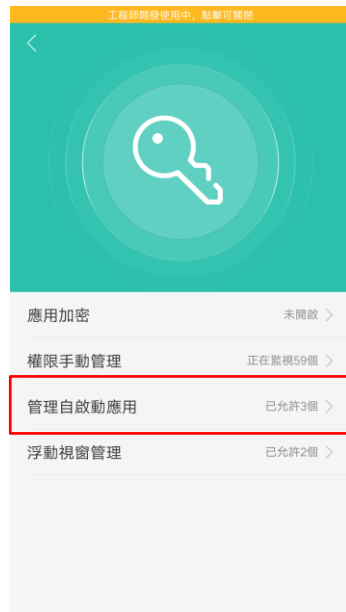 工程師開發使用中，點擊可關閉
應用加密 未開啟
權限手動管理 正在監視59個
管理自啟動應用 已允許3個
浮動視窗管理 已允許2個